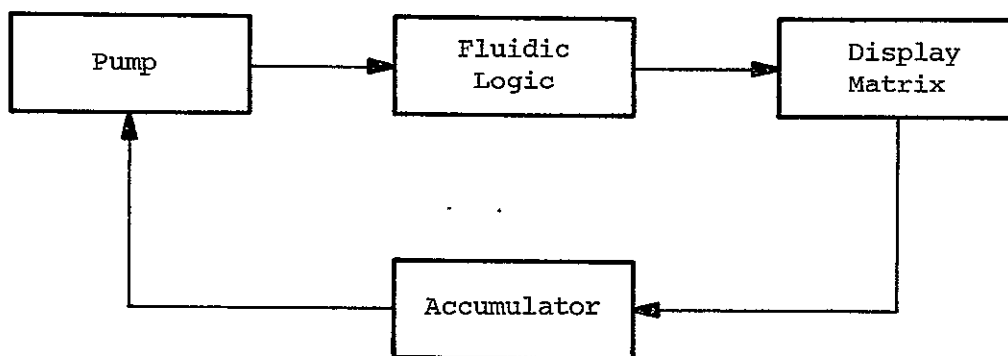 Pump
Fluidic
Logic
Display
Matrix
Accumulator